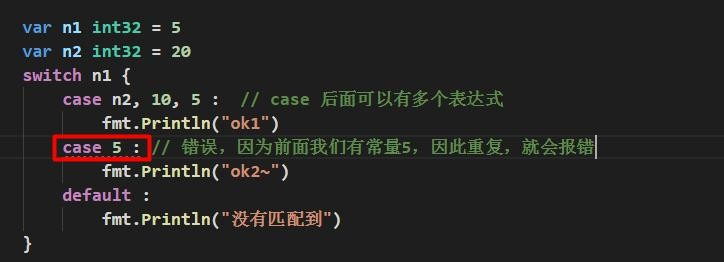 var n1 int32 = 5
var n2 int32 = 20
switch n1 {
    case n2, 10, 5 :  // case 后面可以有多个表达式
        fmt.Println("ok1")
    case 5 : // 错误，因为前面我们有常量5，因此重复，就会报错
        fmt.Println("ok2~")
    default :
        fmt.Println("没有匹配到")
}